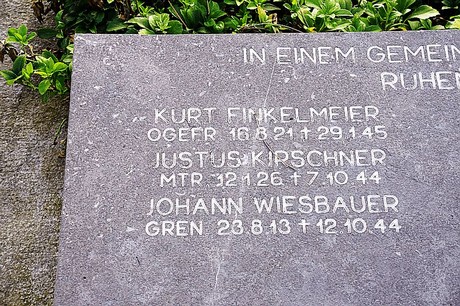 IN EINEM GEMEIN
RUHEN
KURT FINKELMEIER
OGEFR 16.8.21 + 29.1.45
JUSTUS KIRSCHNER
MTR 12.1.26 + 7.10.44
JOHANN WIESBAUER
GREN 23.8.13 + 12.10.44